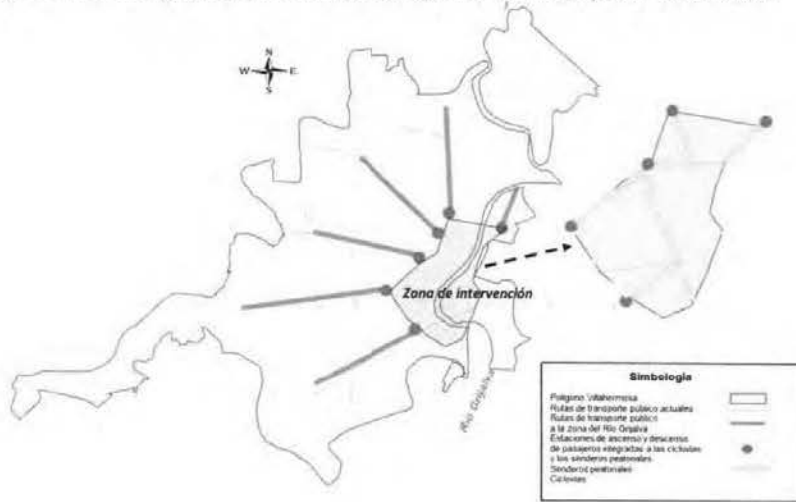 N
W E
S
Zona de intervención
Río Grijalva
Simbología
Polígono Villahermosa
Rutas de transporte público actuales
Rutas de transporte público
a la zona del Río Grijalva
Estaciones de ascenso y descenso
de pasajeros integradas a las ciclovías
y los senderos peatonales
Senderos peatonales
Ciclovías